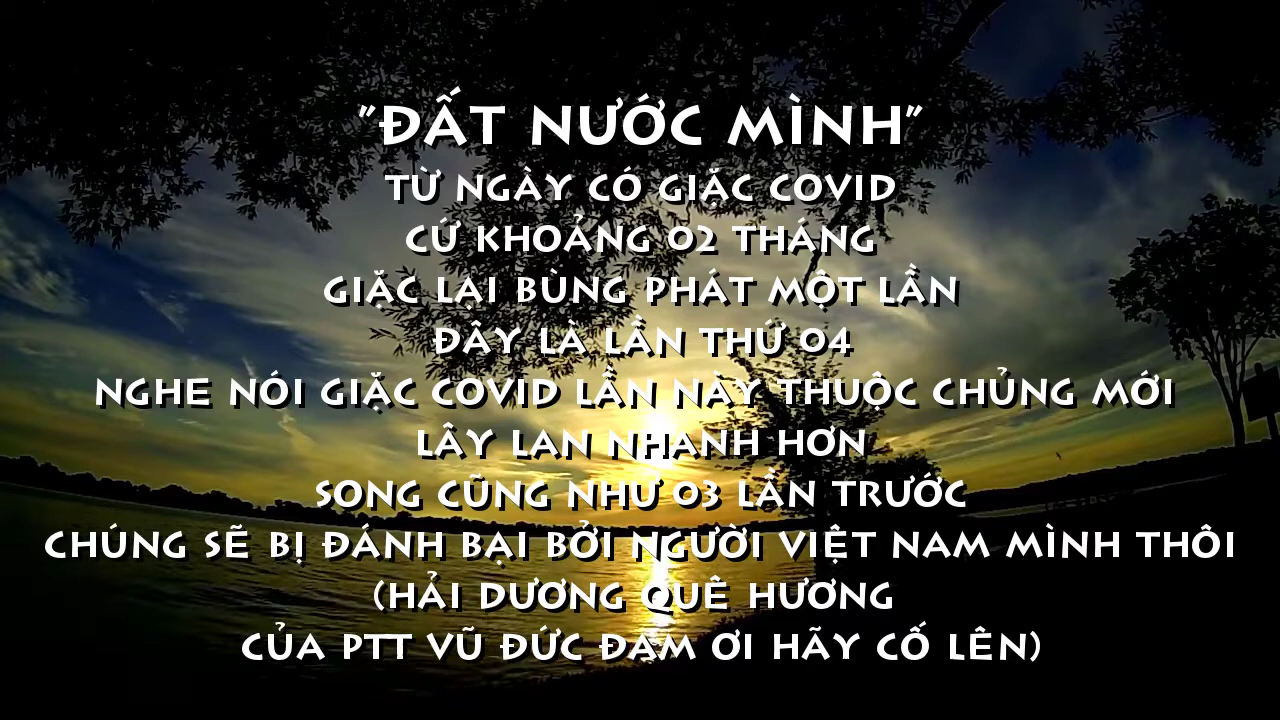 "ĐẤT NƯỚC MÌNH"
TỪ NGÀY CÓ GIẶC COVID
CỨ KHOẢNG 02 THÁNG
GIẶC LẠI BÙNG PHÁT MỘT LẦN
ĐÂY LÀ LẦN THỨ 04
NGHE NÓI GIẶC COVID LẦN NÀY THUỘC CHỦNG MỚI
LÂY LAN NHANH HƠN
SONG CŨNG NHƯ 03 LẦN TRƯỚC
CHÚNG SẼ BỊ ĐÁNH BẠI BỞI NGƯỜI VIỆT NAM MÌNH THÔI
(HẢI DƯƠNG QUÊ HƯƠNG
CỦA PTT VŨ ĐỨC ĐAM ƠI HÃY CỐ LÊN)